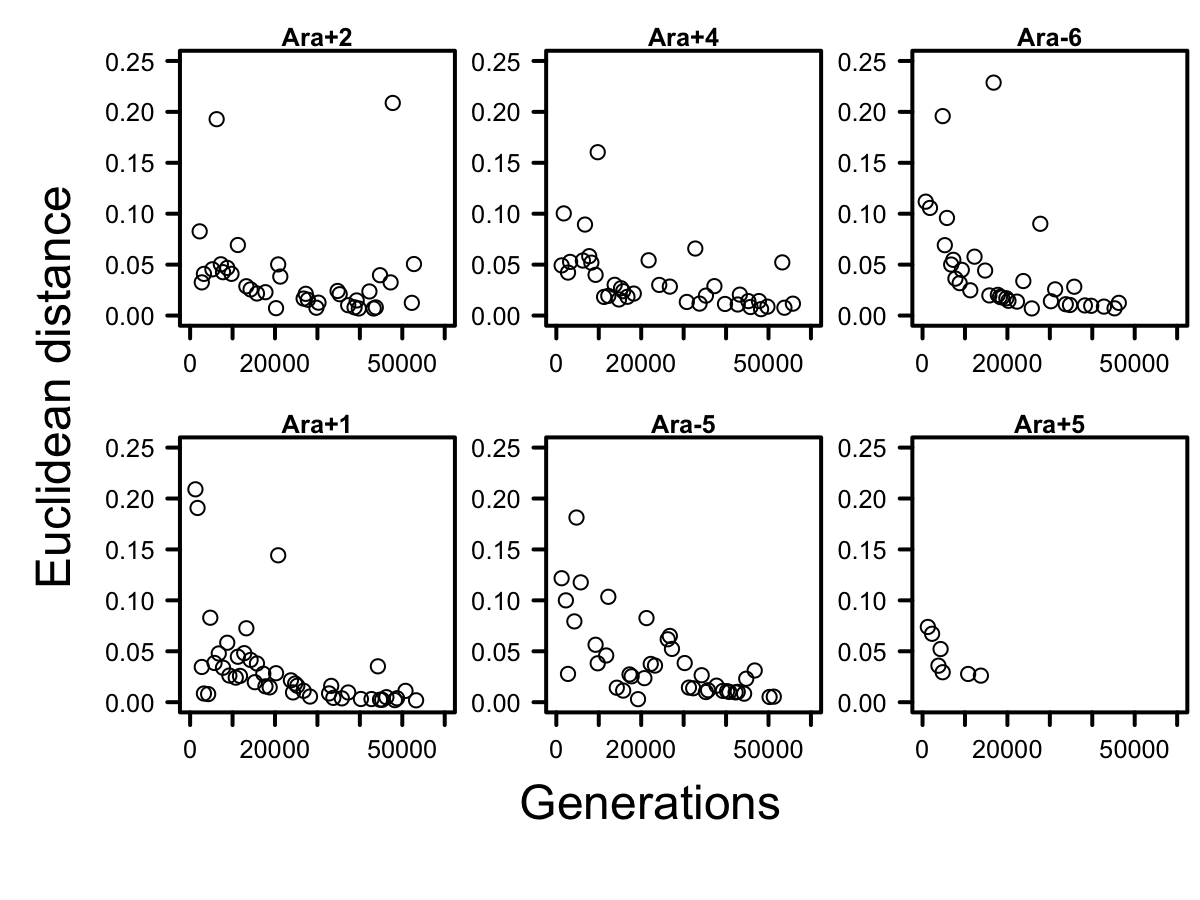 Ara+2 Ara+4 Ara-6
0.25 0.25 0.25
0.20 0.20 0.20
0.15 0.15 0.15
0.10 0.10 0.10
0.05 0.05 0.05
0.00 0.00 0.00
0 20000 50000 0 20000 50000 0 20000 50000
Euclidean distance
Ara+1 Ara-5 Ara+5
0.25 0.25 0.25
0.20 0.20 0.20
0.15 0.15 0.15
0.10 0.10 0.10
0.05 0.05 0.05
0.00 0.00 0.00
0 20000 50000 0 20000 50000 0 20000 50000
Generations